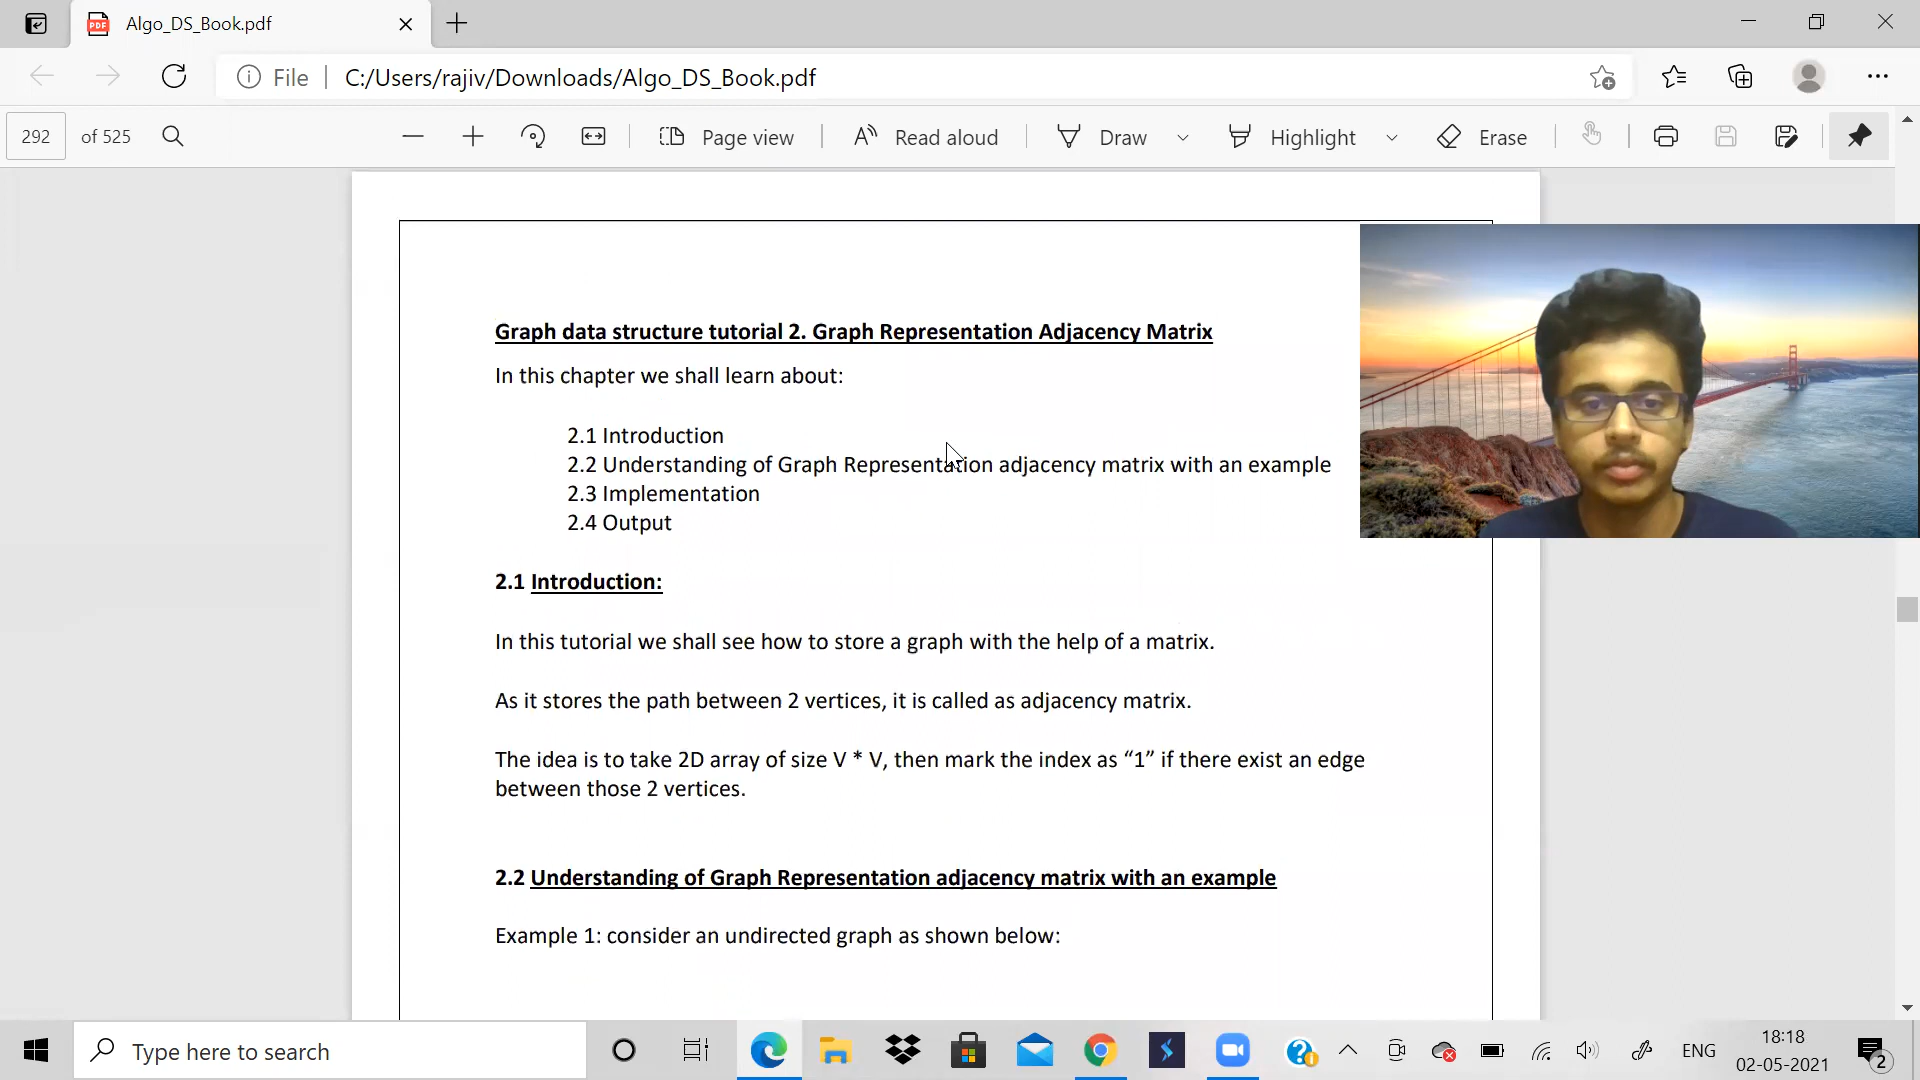 Algo_DS_Book.pdf
File
C:/Users/rajiv/Downloads/Algo_DS_Book.pdf
292 of 525
Page view
Read aloud
Draw
Highlight
Erase
Graph data structure tutorial 2. Graph Representation Adjacency Matrix
In this chapter we shall learn about:
2.1 Introduction
2.2 Understanding of Graph Representation adjacency matrix with an example
2.3 Implementation
2.4 Output
2.1 Introduction:
In this tutorial we shall see how to store a graph with the help of a matrix.
As it stores the path between 2 vertices, it is called as adjacency matrix.
The idea is to take 2D array of size V * V, then mark the index as “1” if there exist an edge
between those 2 vertices.
2.2 Understanding of Graph Representation adjacency matrix with an example
Example 1: consider an undirected graph as shown below:
Type here to search
ENG
18:18
02-05-2021
2